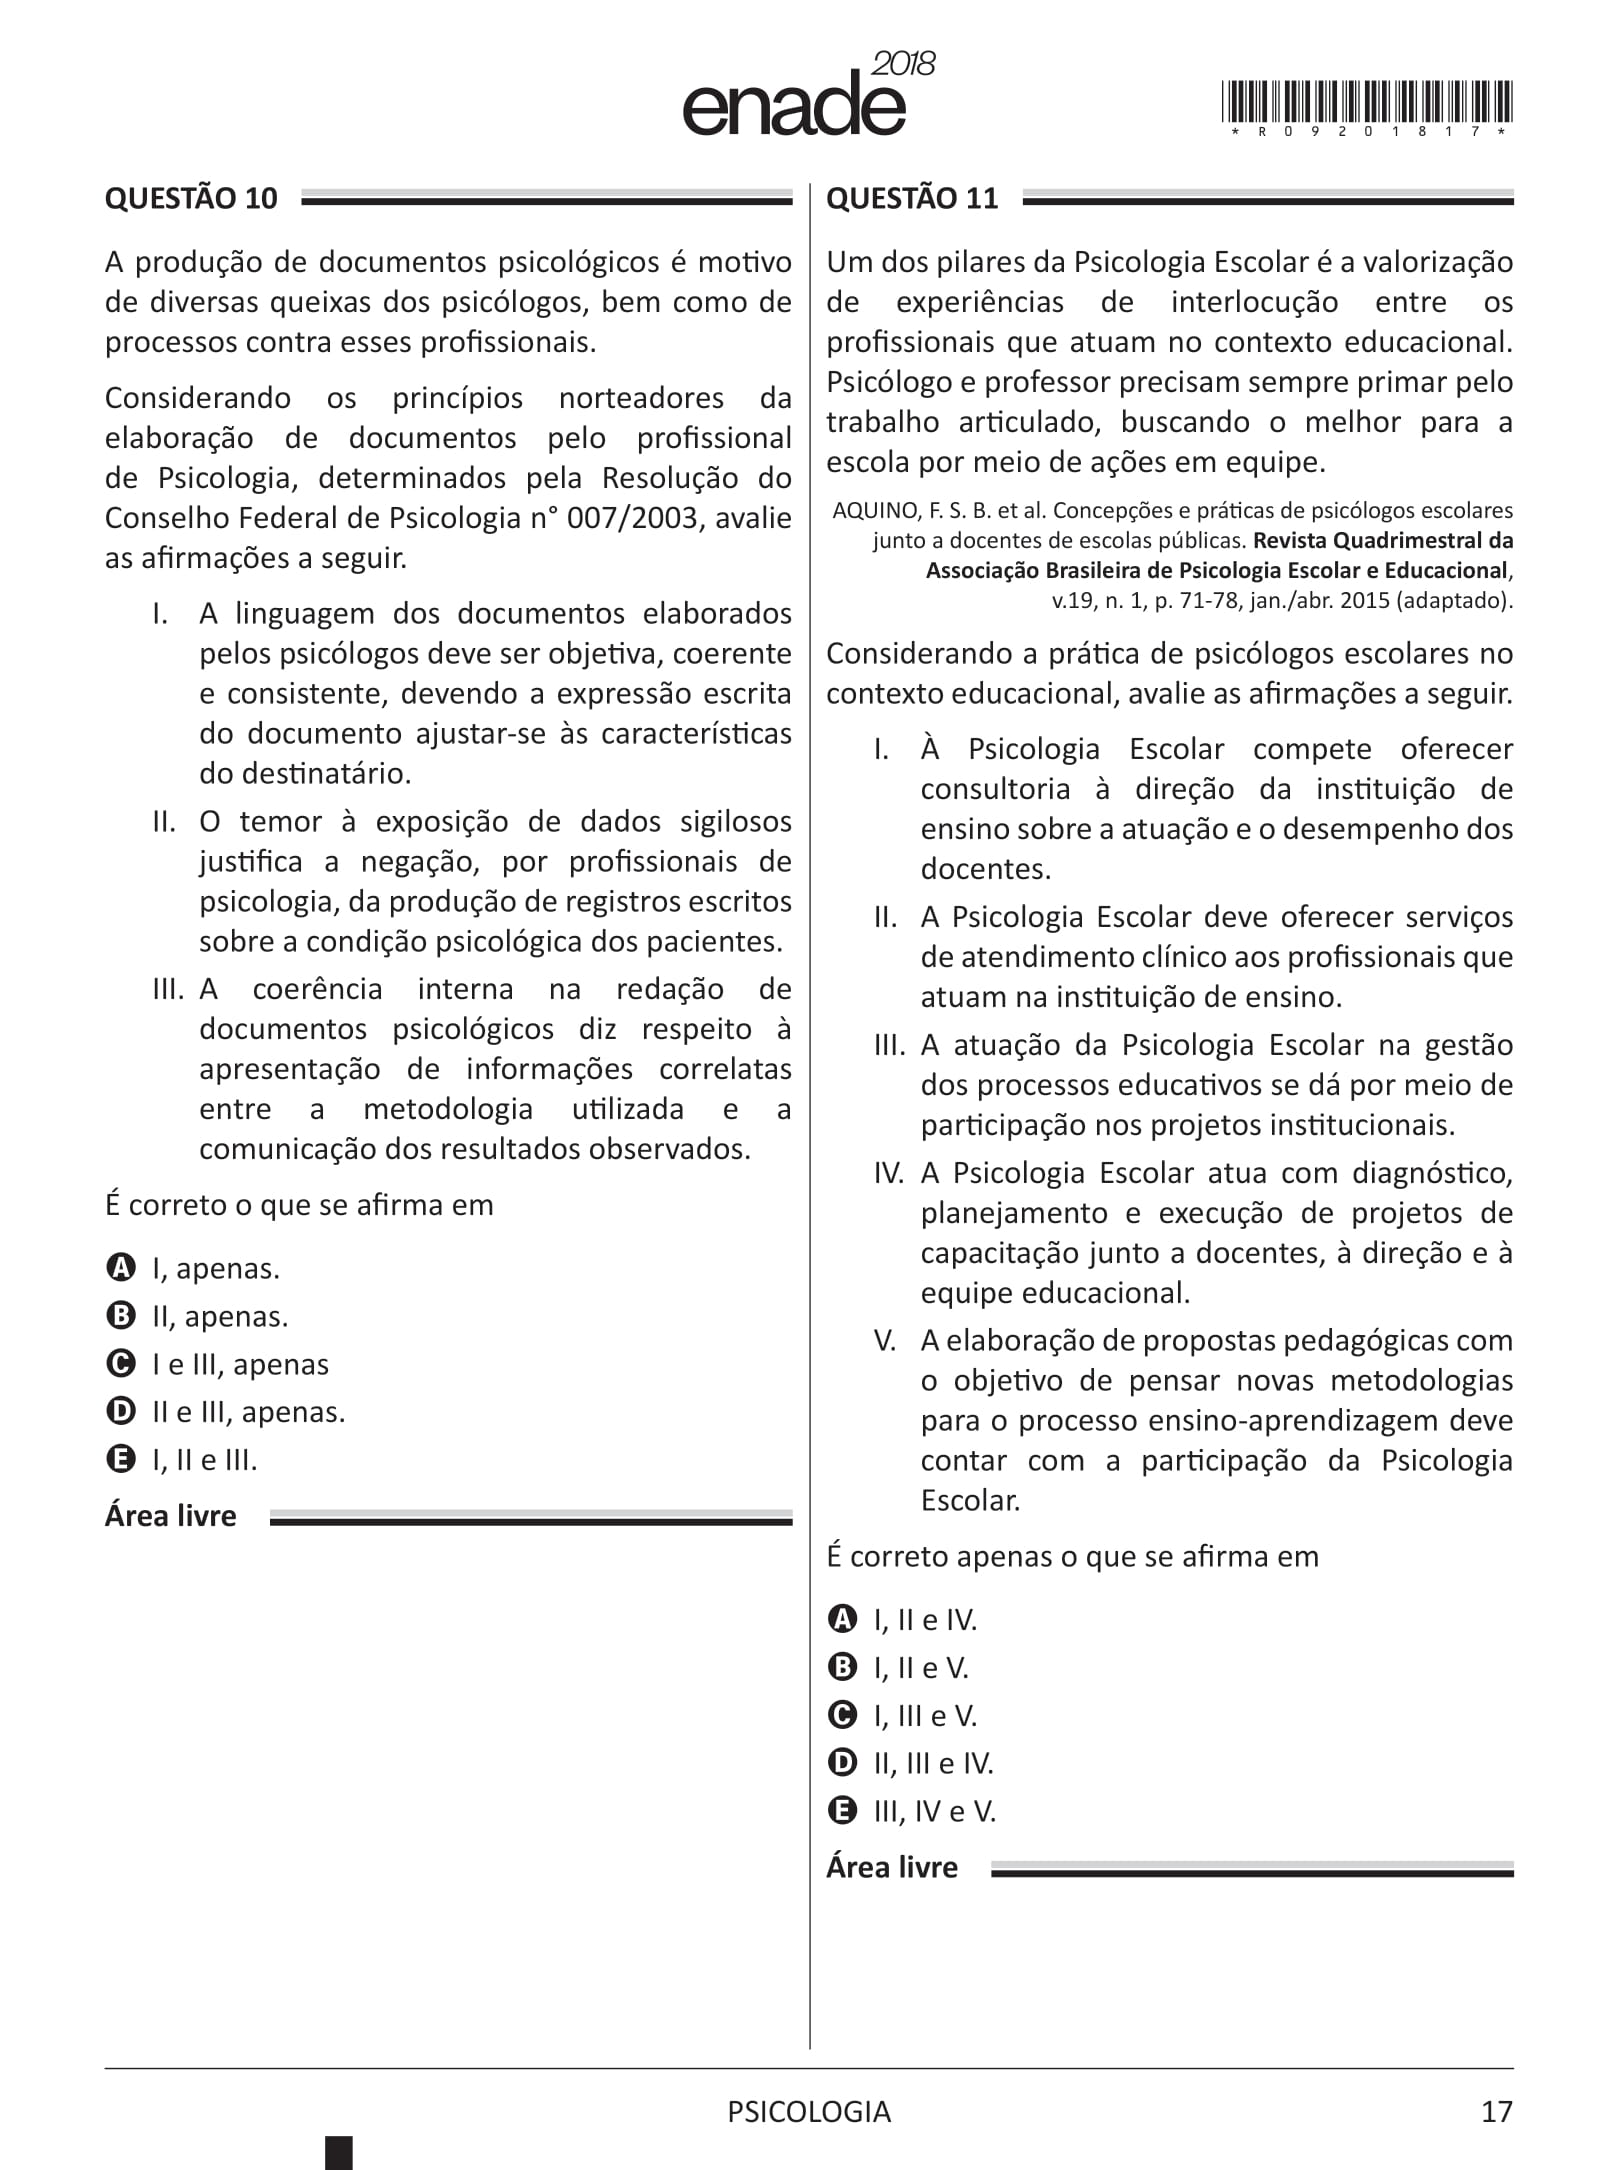 enade 2018
*R09201817*
QUESTÃO 10
A produção de documentos psicológicos é motivo
de diversas queixas dos psicólogos, bem como de
processos contra esses profissionais.
Considerando os princípios norteadores da
elaboração de documentos pelo profissional
de Psicologia, determinados pela Resolução do
Conselho Federal de Psicologia n° 007/2003, avalie
as afirmações a seguir.
I. A linguagem dos documentos elaborados
pelos psicólogos deve ser objetiva, coerente
e consistente, devendo a expressão escrita
do documento ajustar-se às características
do destinatário.
II. O temor à exposição de dados sigilosos
justifica a negação, por profissionais de
psicologia, da produção de registros escritos
sobre a condição psicológica dos pacientes.
III. A coerência interna na redação de
documentos psicológicos diz respeito à
apresentação de informações correlatas
entre a metodologia utilizada e a
comunicação dos resultados observados.
É correto o que se afirma em
A I, apenas.
B II, apenas.
C I e III, apenas
D II e III, apenas.
E I, II e III.
Área livre
QUESTÃO 11
Um dos pilares da Psicologia Escolar é a valorização
de experiências de interlocução entre os
profissionais que atuam no contexto educacional.
Psicólogo e professor precisam sempre primar pelo
trabalho articulado, buscando o melhor para a
escola por meio de ações em equipe.
AQUINO, F. S. B. et al. Concepções e práticas de psicólogos escolares
junto a docentes de escolas públicas. Revista Quadrimestral da
Associação Brasileira de Psicologia Escolar e Educacional,
v.19, n. 1, p. 71-78, jan./abr. 2015 (adaptado).
Considerando a prática de psicólogos escolares no
contexto educacional, avalie as afirmações a seguir.
I. À Psicologia Escolar compete oferecer
consultoria à direção da instituição de
ensino sobre a atuação e o desempenho dos
docentes.
II. A Psicologia Escolar deve oferecer serviços
de atendimento clínico aos profissionais que
atuam na instituição de ensino.
III. A atuação da Psicologia Escolar na gestão
dos processos educativos se dá por meio de
participação nos projetos institucionais.
IV. A Psicologia Escolar atua com diagnóstico,
planejamento e execução de projetos de
capacitação junto a docentes, à direção e à
equipe educacional.
V. A elaboração de propostas pedagógicas com
o objetivo de pensar novas metodologias
para o processo ensino-aprendizagem deve
contar com a participação da Psicologia
Escolar.
É correto apenas o que se afirma em
A I, II e IV.
B I, II e V.
C I, III e V.
D II, III e IV.
E III, IV e V.
Área livre
PSICOLOGIA
17